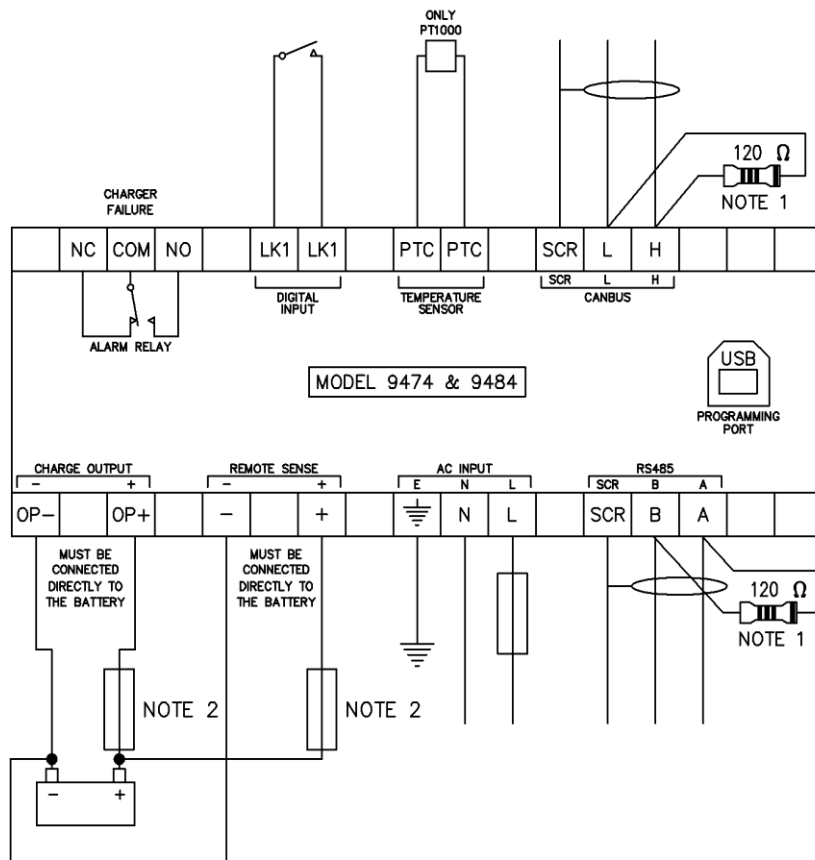 ONLY
PT1000
120 Ω
NOTE 1
CHARGER
FAILURE
NC COM NO LK1 LK1 PTC PTC SCR L H
SCR L H
DIGITAL
INPUT
TEMPERATURE
SENSOR
CANBUS
ALARM RELAY
MODEL 9474 & 9484
USB
PROGRAMMING
PORT
CHARGE OUTPUT
- +
REMOTE SENSE
- +
AC INPUT
E N L
RS485
SCR B A
OP- OP+ - + N L SCR B A
MUST BE
CONNECTED
DIRECTLY TO
THE BATTERY
MUST BE
CONNECTED
DIRECTLY TO
THE BATTERY
120 Ω
NOTE 1
NOTE 2
NOTE 2
- +